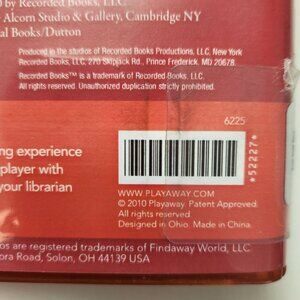 by Recorded Books, LLC.
Alcorn Studio & Gallery, Cambridge NY
al Books/Dutton
Produced in the studios of Recorded Books Productions, LLC, New York
Recorded Books, LLC, 270 Skipjack Rd., Prince Frederick, MD 20678.
Recorded Books™ is a trademark of Recorded Books, LLC.
All rights reserved. Unauthorized duplication strictly prohibited.
6225
ng experience
player with
your librarian
*52227*
WWW.PLAYAWAY.COM
© 2010 Playaway. Patent Approved.
All rights reserved.
Designed in Ohio. Made in China.
os are registered trademarks of Findaway World, LLC
ora Road, Solon, OH 44139 USA